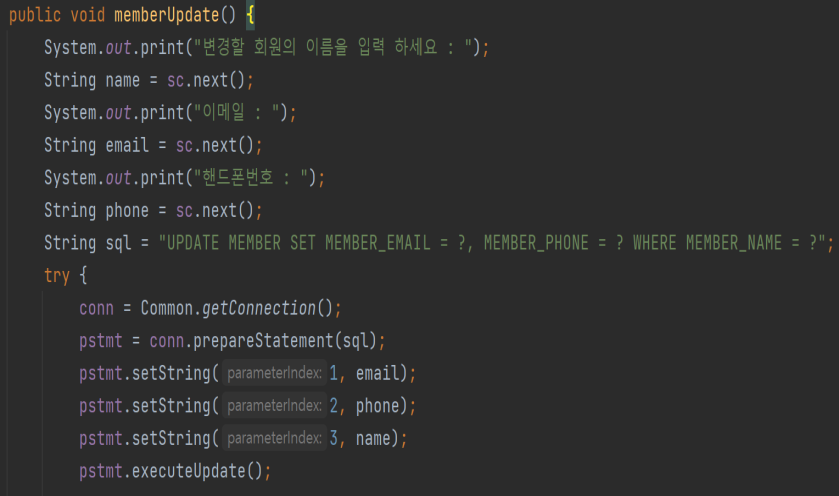 public void memberUpdate() {
System.out.print("변경할 회원의 이름을 입력 하세요 : ");
String name = sc.next();
System.out.print("이메일 : ");
String email = sc.next();
System.out.print("핸드폰번호 : ");
String phone = sc.next();
String sql = "UPDATE MEMBER SET MEMBER_EMAIL = ?, MEMBER_PHONE = ? WHERE MEMBER_NAME = ?";
try {
conn = Common.getConnection();
pstmt = conn.prepareStatement(sql);
pstmt.setString( parameterIndex: 1, email);
pstmt.setString( parameterIndex: 2, phone);
pstmt.setString( parameterIndex: 3, name);
pstmt.executeUpdate();